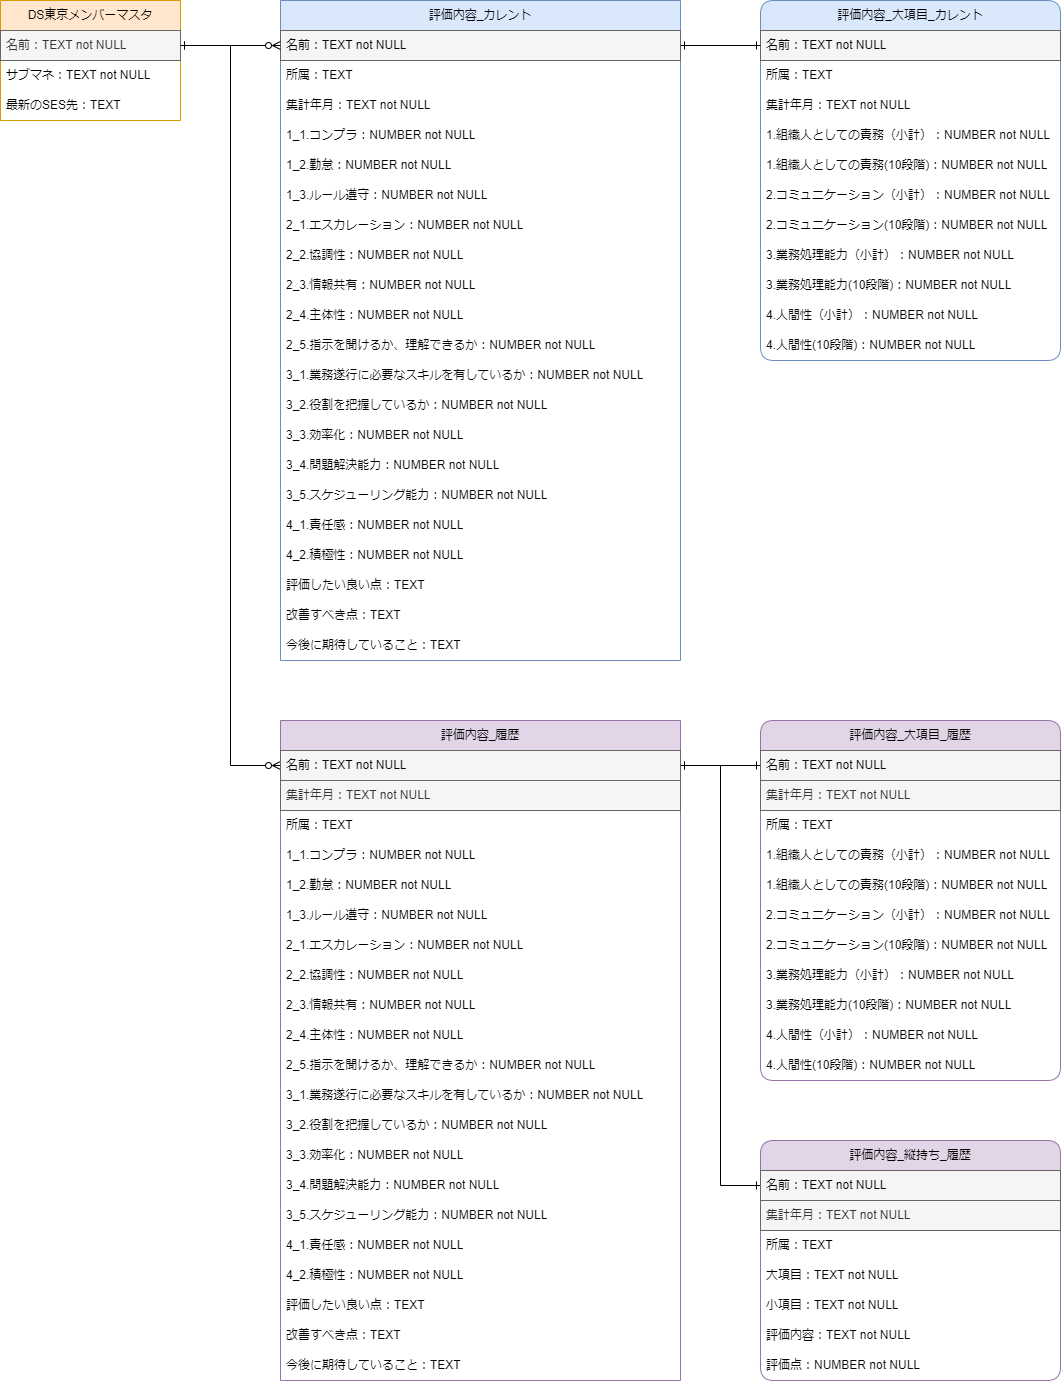 DS東京メンバーマスタ
名前：TEXT not NULL
サブマネ：TEXT not NULL
最新のSES先：TEXT
評価内容_カレント
名前：TEXT not NULL
所属：TEXT
集計年月：TEXT not NULL
1_1.コンプラ：NUMBER not NULL
1_2.勤怠：NUMBER not NULL
1_3.ルール遵守：NUMBER not NULL
2_1.エスカレーション：NUMBER not NULL
2_2.協調性：NUMBER not NULL
2_3.情報共有：NUMBER not NULL
2_4.主体性：NUMBER not NULL
2_5.指示を聞けるか、理解できるか：NUMBER not NULL
3_1.業務遂行に必要なスキルを有しているか：NUMBER not NULL
3_2.役割を把握しているか：NUMBER not NULL
3_3.効率化：NUMBER not NULL
3_4.問題解決能力：NUMBER not NULL
3_5.スケジューリング能力：NUMBER not NULL
4_1.責任感：NUMBER not NULL
4_2.積極性：NUMBER not NULL
評価したい良い点：TEXT
改善すべき点：TEXT
今後に期待していること：TEXT
評価内容_大項目_カレント
名前：TEXT not NULL
所属：TEXT
集計年月：TEXT not NULL
1.組織人としての責務（小計）：NUMBER not NULL
1.組織人としての責務(10段階)：NUMBER not NULL
2.コミュニケーション（小計）：NUMBER not NULL
2.コミュニケーション(10段階)：NUMBER not NULL
3.業務処理能力（小計）：NUMBER not NULL
3.業務処理能力(10段階)：NUMBER not NULL
4.人間性（小計）：NUMBER not NULL
4.人間性(10段階)：NUMBER not NULL
評価内容_履歴
名前：TEXT not NULL
集計年月：TEXT not NULL
所属：TEXT
1_1.コンプラ：NUMBER not NULL
1_2.勤怠：NUMBER not NULL
1_3.ルール遵守：NUMBER not NULL
2_1.エスカレーション：NUMBER not NULL
2_2.協調性：NUMBER not NULL
2_3.情報共有：NUMBER not NULL
2_4.主体性：NUMBER not NULL
2_5.指示を聞けるか、理解できるか：NUMBER not NULL
3_1.業務遂行に必要なスキルを有しているか：NUMBER not NULL
3_2.役割を把握しているか：NUMBER not NULL
3_3.効率化：NUMBER not NULL
3_4.問題解決能力：NUMBER not NULL
3_5.スケジューリング能力：NUMBER not NULL
4_1.責任感：NUMBER not NULL
4_2.積極性：NUMBER not NULL
評価したい良い点：TEXT
改善すべき点：TEXT
今後に期待していること：TEXT
評価内容_大項目_履歴
名前：TEXT not NULL
集計年月：TEXT not NULL
所属：TEXT
1.組織人としての責務（小計）：NUMBER not NULL
1.組織人としての責務(10段階)：NUMBER not NULL
2.コミュニケーション（小計）：NUMBER not NULL
2.コミュニケーション(10段階)：NUMBER not NULL
3.業務処理能力（小計）：NUMBER not NULL
3.業務処理能力(10段階)：NUMBER not NULL
4.人間性（小計）：NUMBER not NULL
4.人間性(10段階)：NUMBER not NULL
評価内容_縦持ち_履歴
名前：TEXT not NULL
集計年月：TEXT not NULL
所属：TEXT
大項目：TEXT not NULL
小項目：TEXT not NULL
評価内容：TEXT not NULL
評価点：NUMBER not NULL